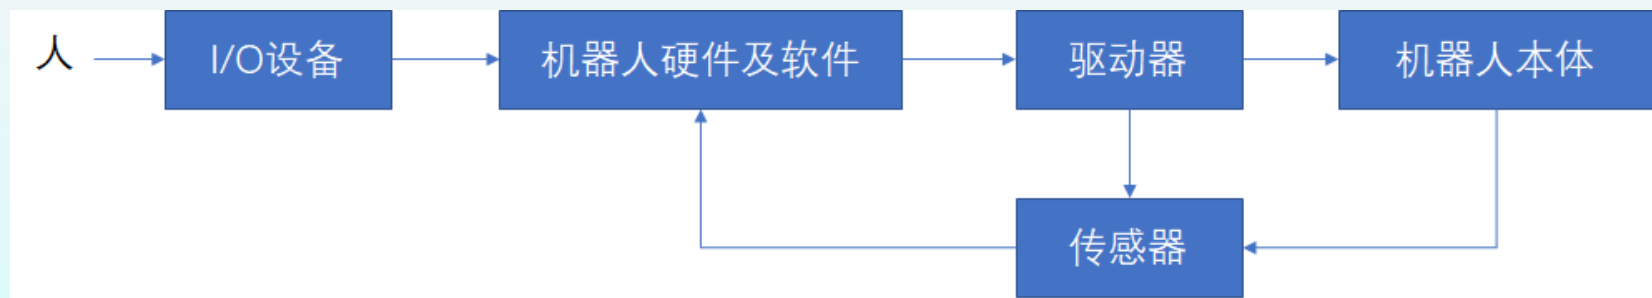 人
I/O设备
机器人硬件及软件
驱动器
机器人本体
传感器